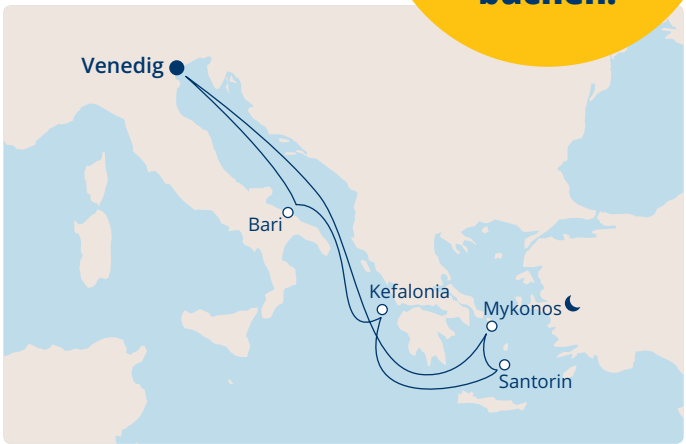 buchen.
Venedig
Bari
Kefalonia
Mykonos
Santorin